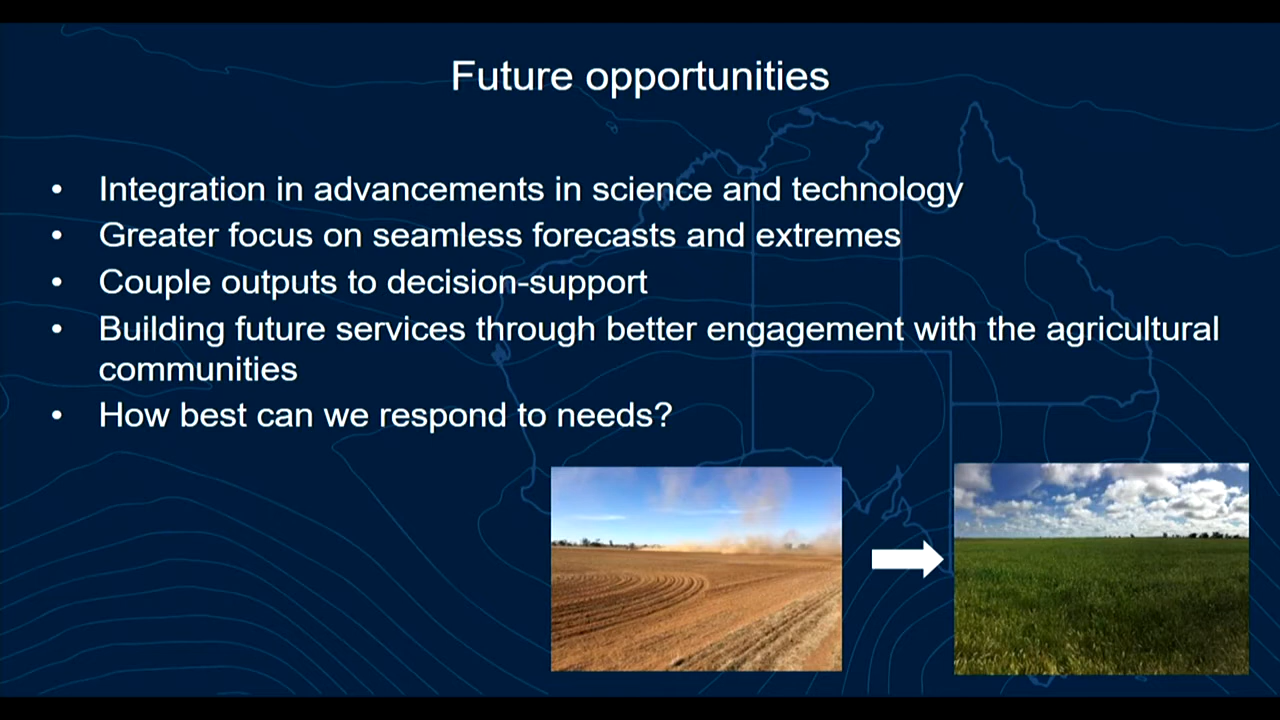 Future opportunities
• Integration in advancements in science and technology
• Greater focus on seamless forecasts and extremes
• Couple outputs to decision-support
• Building future services through better engagement with the agricultural
communities
• How best can we respond to needs?